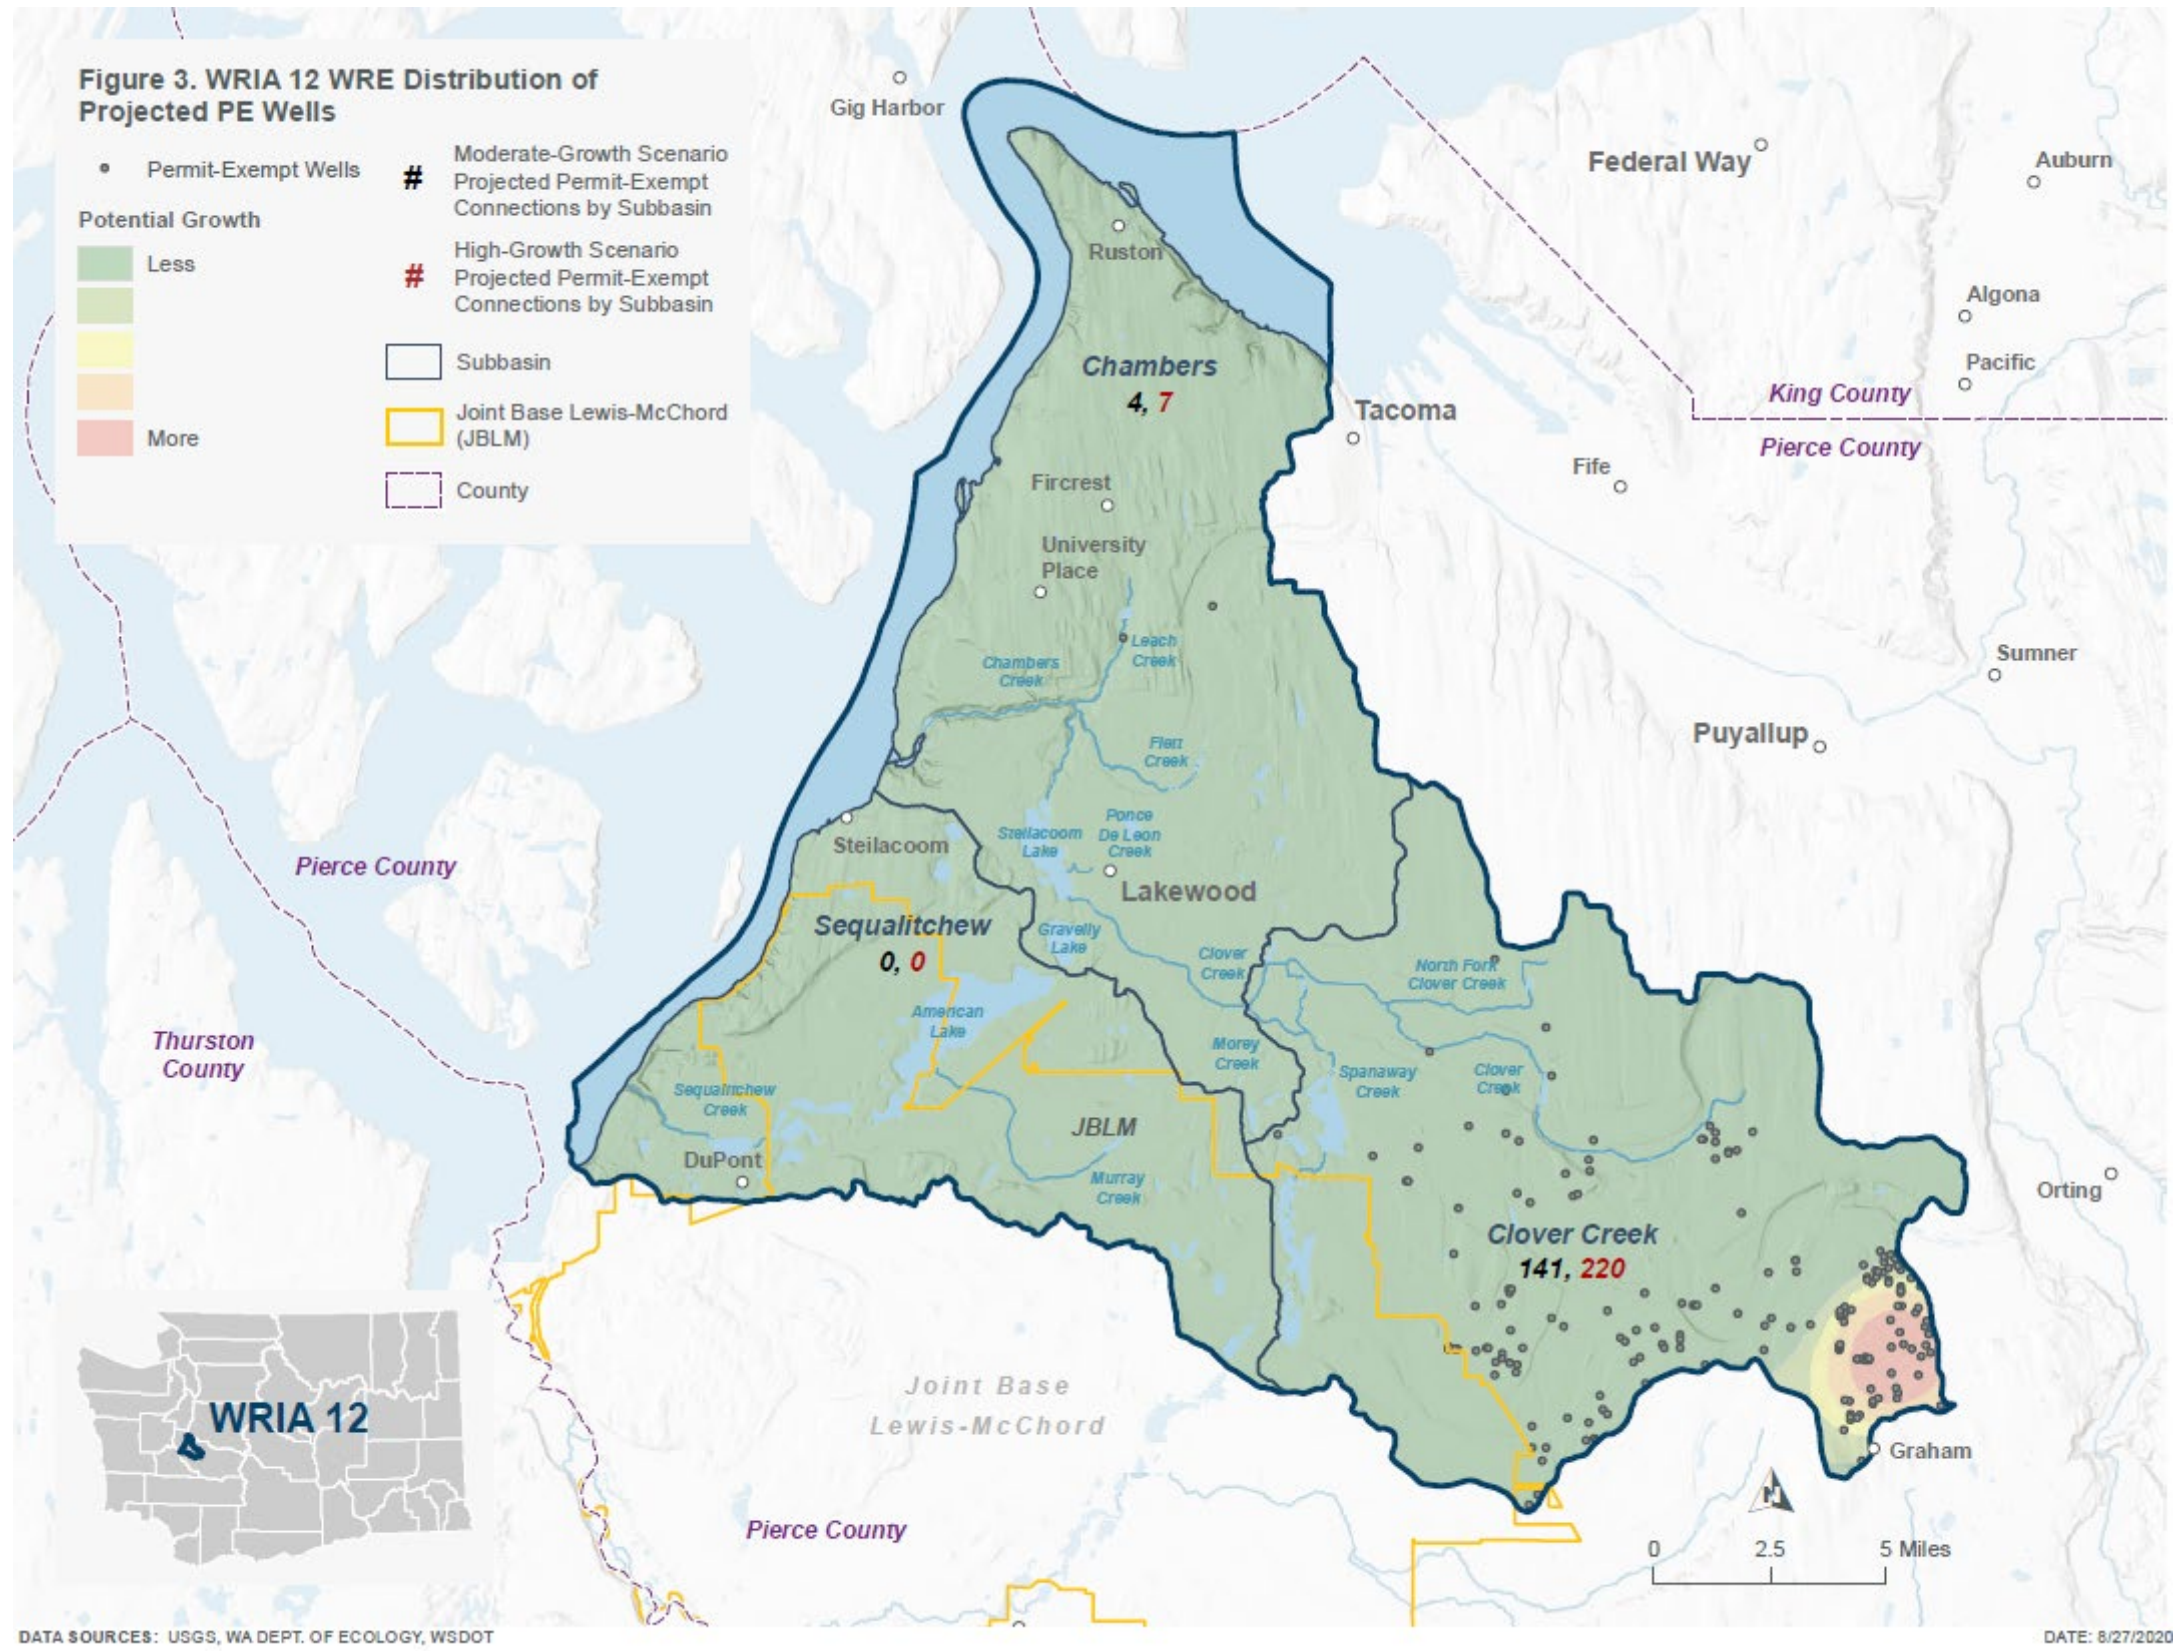 Figure 3. WRIA 12 WRE Distribution of
Projected PE Wells
Permit-Exempt Wells
Potential Growth
Less
More
#
Moderate-Growth Scenario
Projected Permit-Exempt
Connections by Subbasin
#
High-Growth Scenario
Projected Permit-Exempt
Connections by Subbasin
Subbasin
Joint Base Lewis-McChord
(JBLM)
County
Gig Harbor
Federal Way
Auburn
Ruston
Algona
Chambers
4, 7
Pacific
King County
Tacoma
Pierce County
Fife
Fircrest
University
Place
Leach
Creek
Chambers
Creek
Sumner
Puyallup
Flett
Creek
Steilacoom
Steilacoom
Lake
Ponce
De Leon
Creek
Pierce County
Lakewood
Sequalitchew
0, 0
Gravelly
Lake
Clover
Creek
North Fork
Clover Creek
American
Lake
Thurston
County
Morey
Creek
Spanaway
Creek
Clover
Creek
Sequalitchew
Creek
JBLM
DuPont
Murray
Creek
Orting
Clover Creek
141, 220
Joint Base
Lewis-McChord
WRIA 12
Graham
N
Pierce County
0 2.5 5 Miles
DATA SOURCES: USGS, WA DEPT. OF ECOLOGY, WSDOT
DATE: 8/27/2020